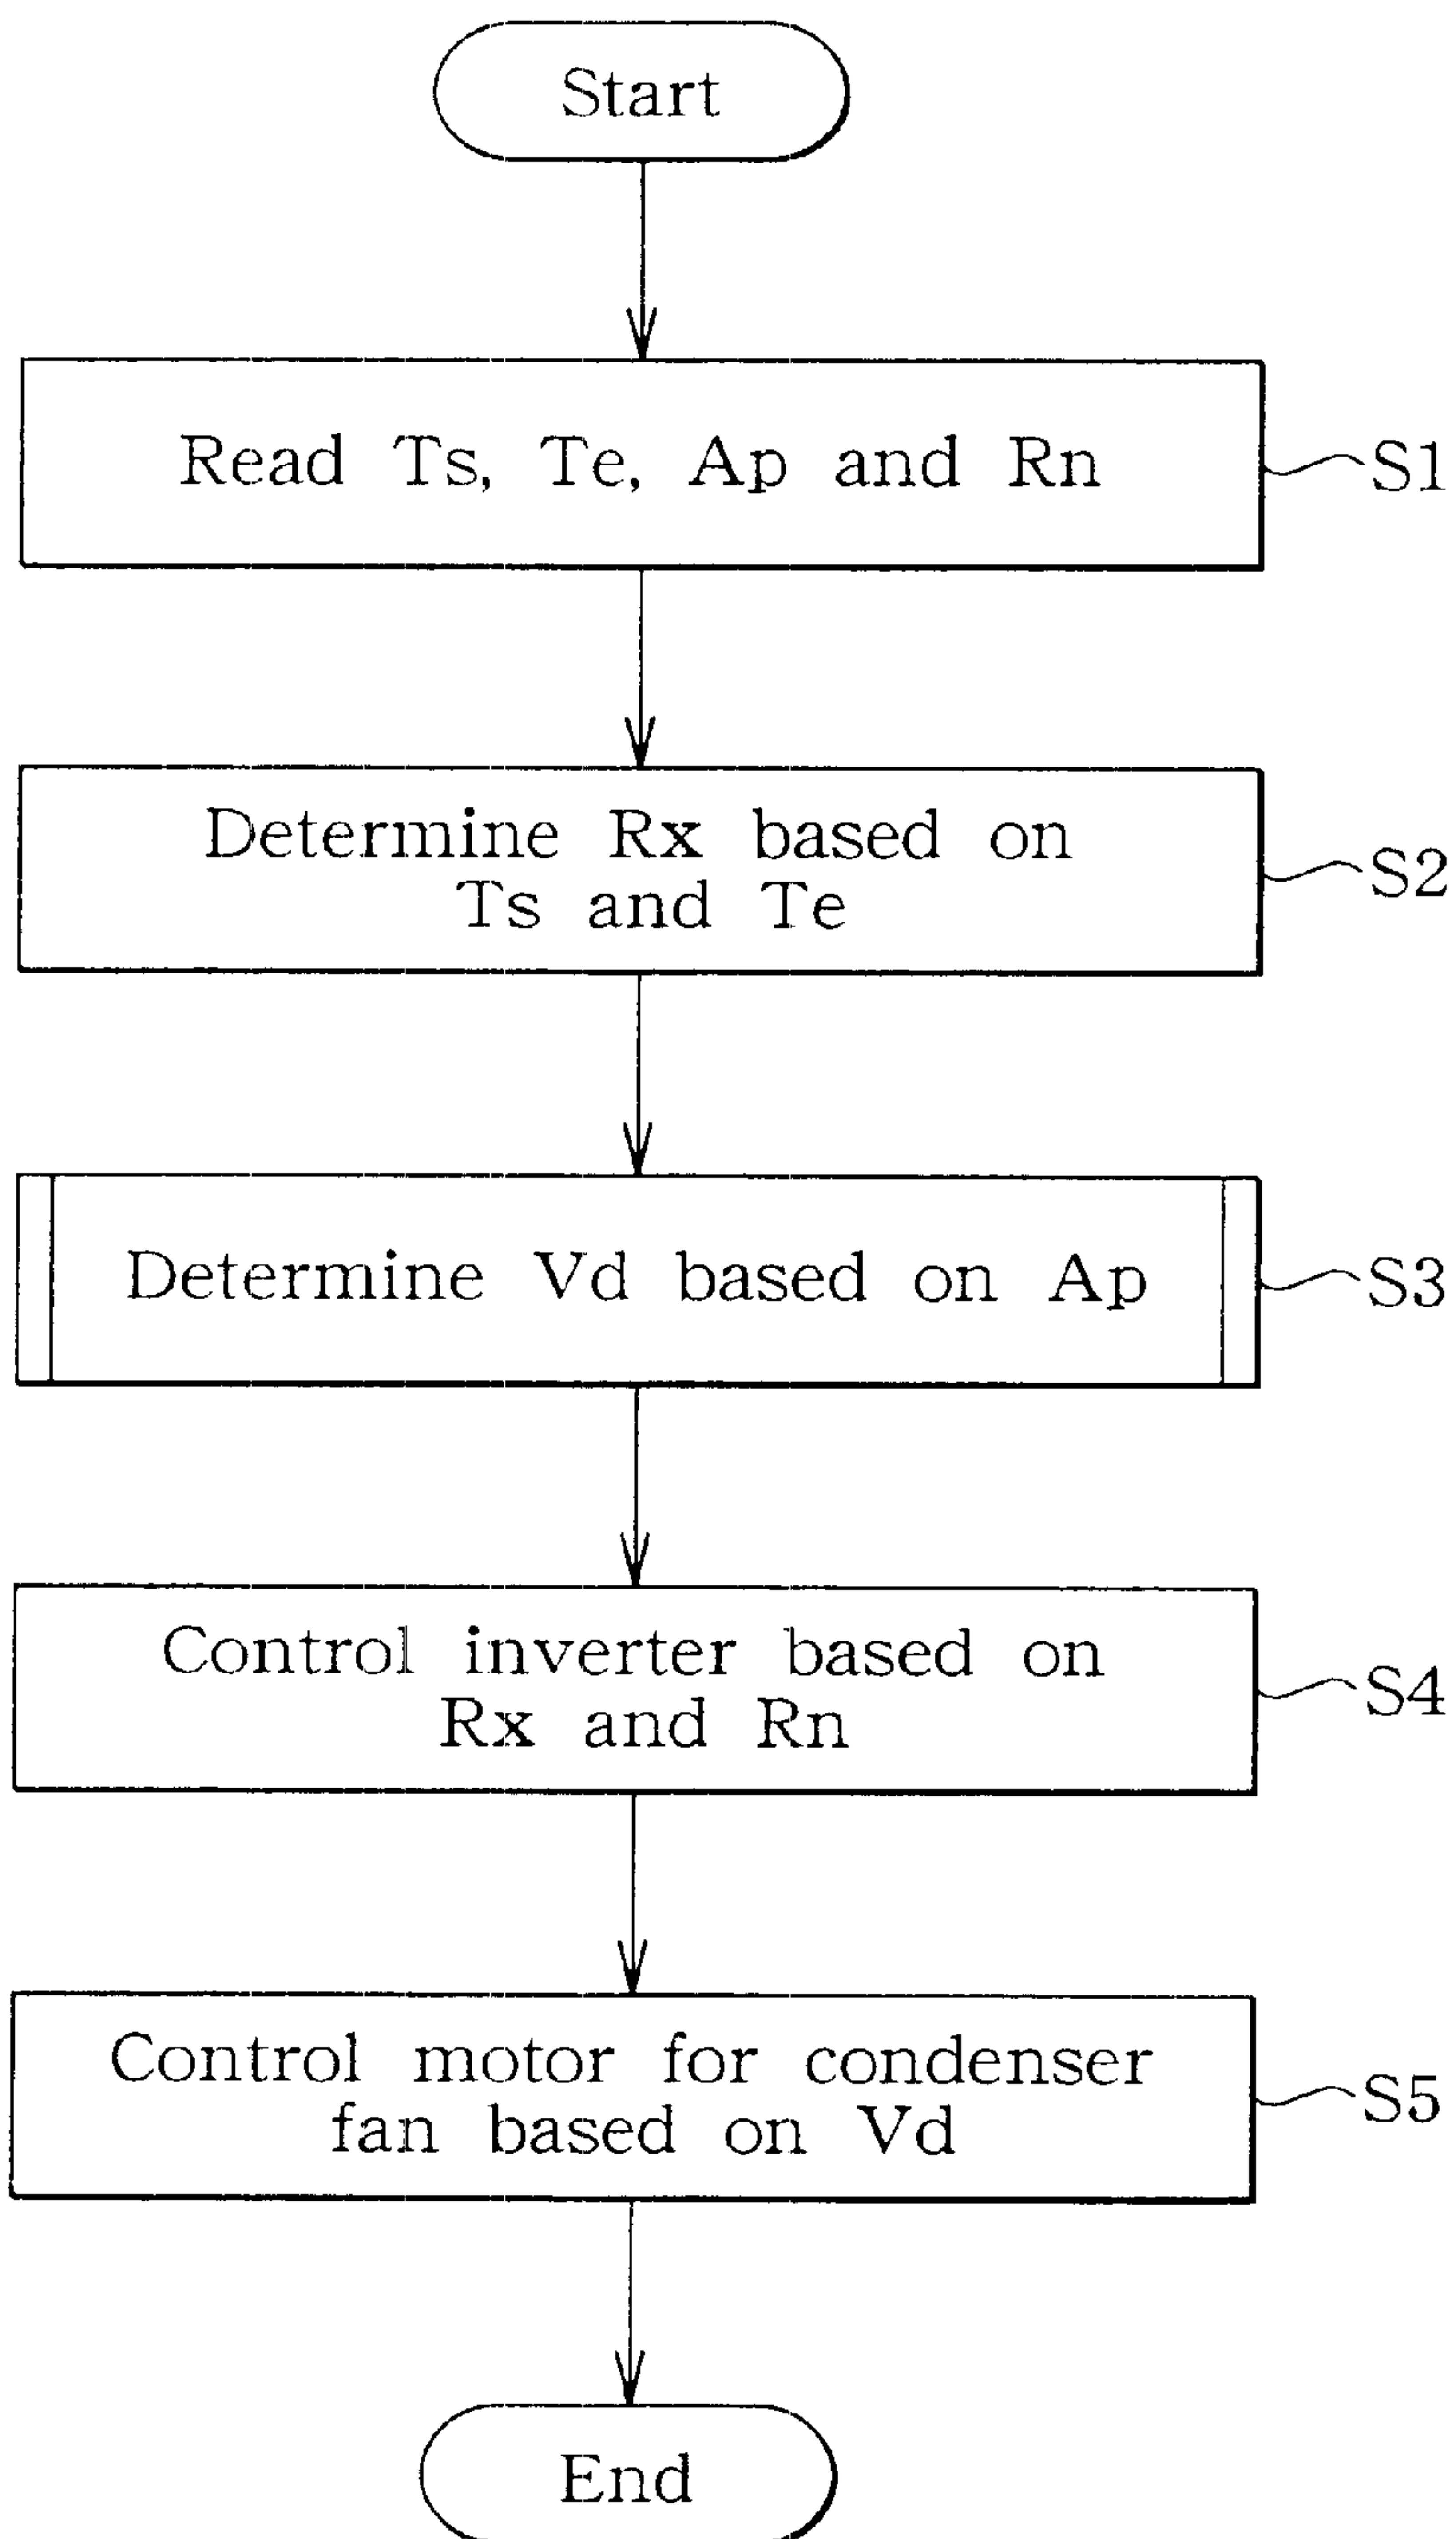 Start
Read Ts, Te, Ap and Rn
S1
Determine Rx based on
Ts and Te
S2
Determine Vd based on Ap
S3
Control inverter based on
Rx and Rn
S4
Control motor for condenser
fan based on Vd
S5
End